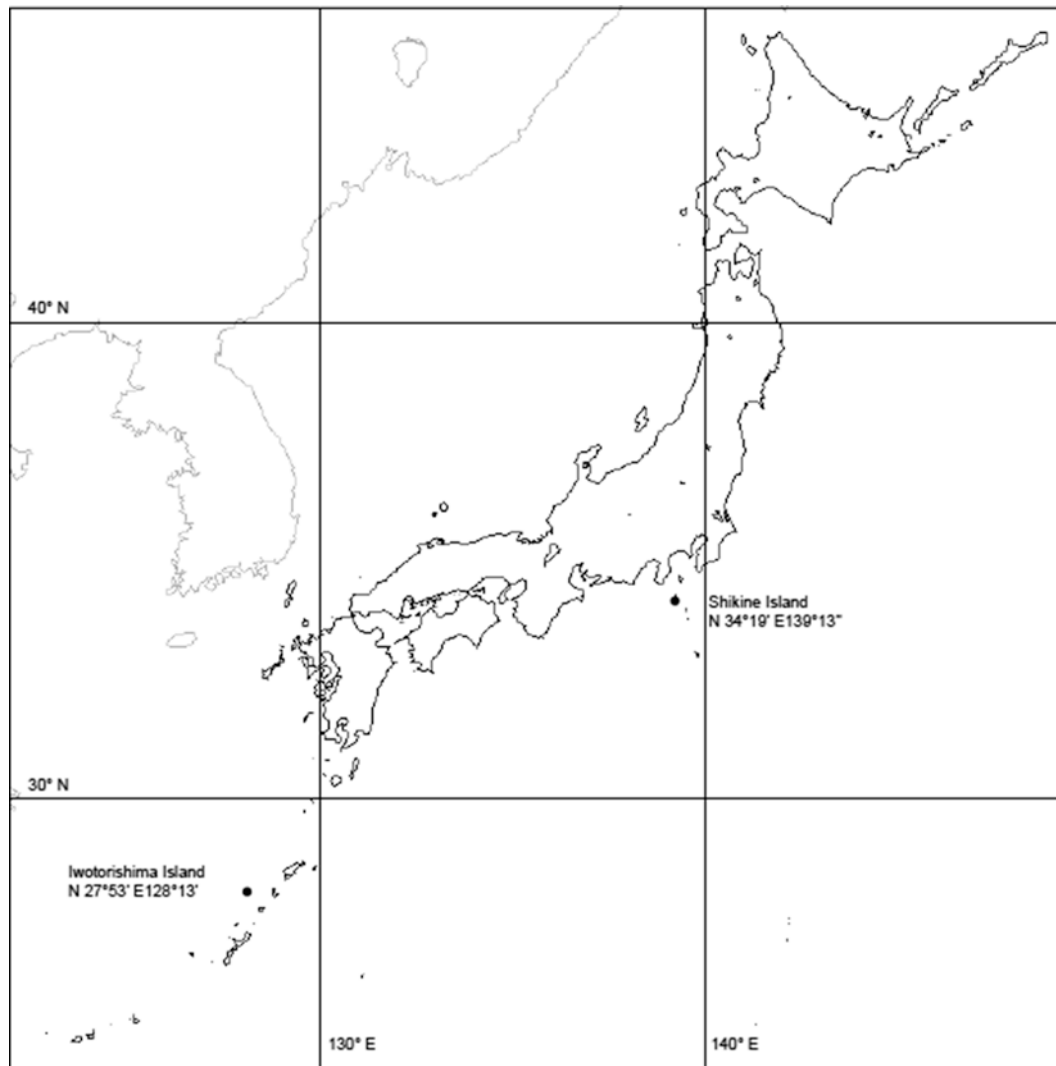 40° N
Shikine Island
N 34°19' E139°13"
30° N
Iwotorishima Island
N 27°53' E128°13'
130° E
140° E